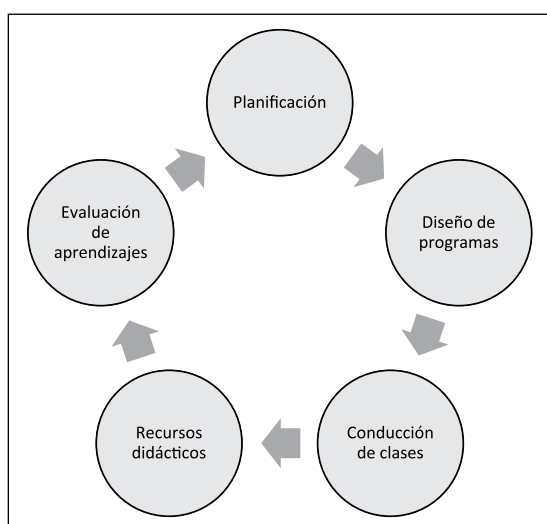 Planificación
Diseño de
programas
Conducción
de clases
Recursos
didácticos
Evaluación
de
aprendizajes